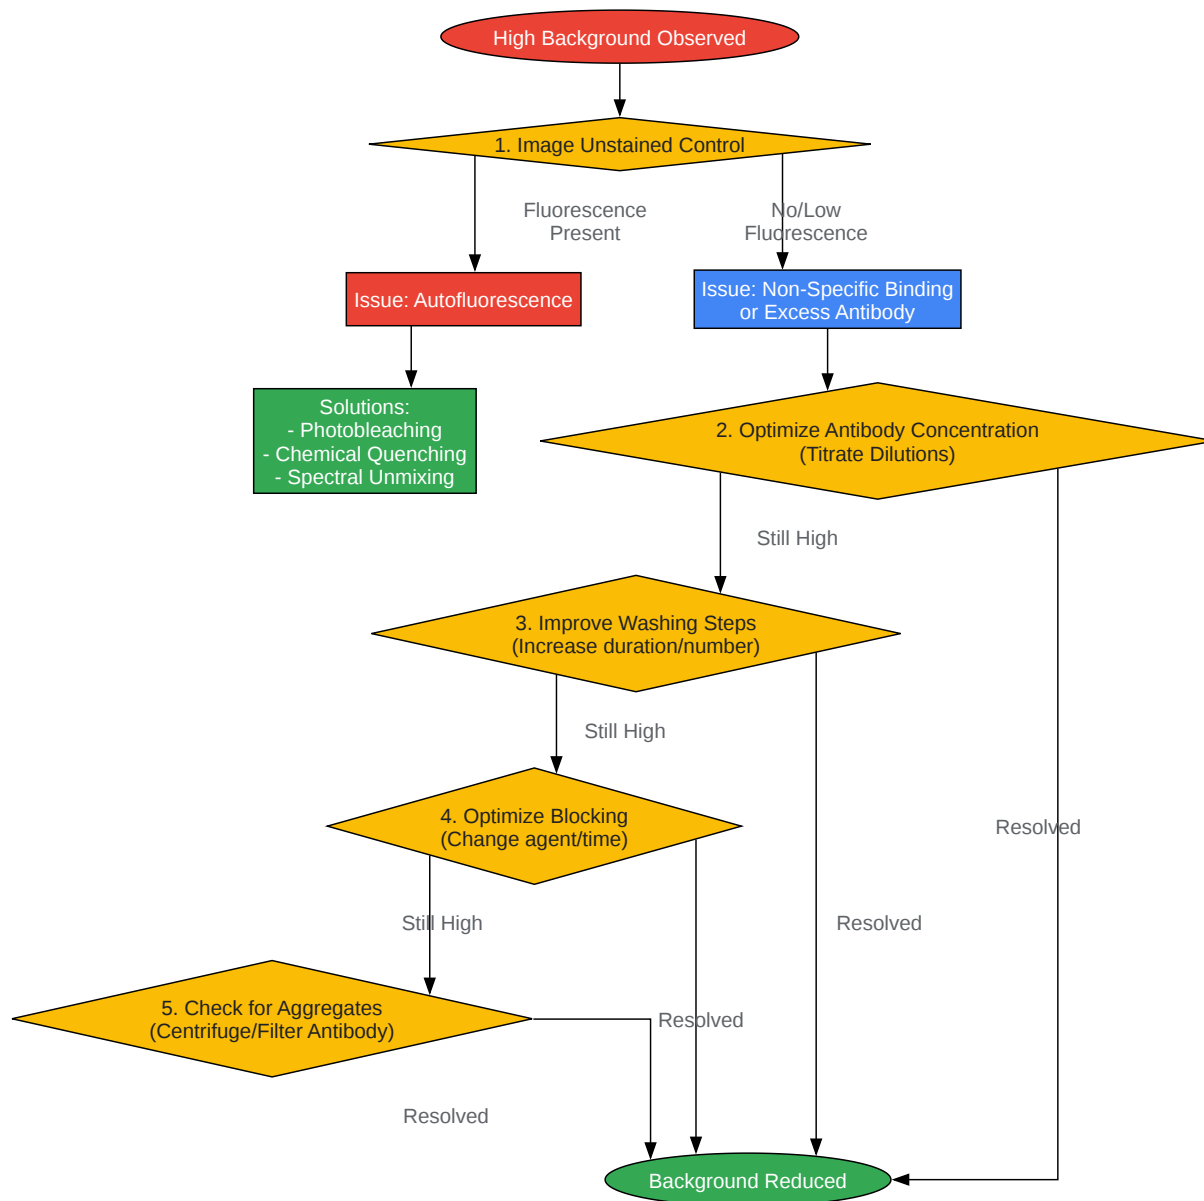 High Background Observed
1. Image Unstained Control
Fluorescence
Present
No/Low
Fluorescence
Issue: Autofluorescence
Issue: Non-Specific Binding
or Excess Antibody
Solutions:
- Photobleaching
- Chemical Quenching
- Spectral Unmixing
2. Optimize Antibody Concentration
(Titrate Dilutions)
Still High
3. Improve Washing Steps
(Increase duration/number)
Still High
4. Optimize Blocking
(Change agent/time)
Resolved
Still High
Resolved
5. Check for Aggregates
(Centrifuge/Filter Antibody)
Resolved
Resolved
Background Reduced